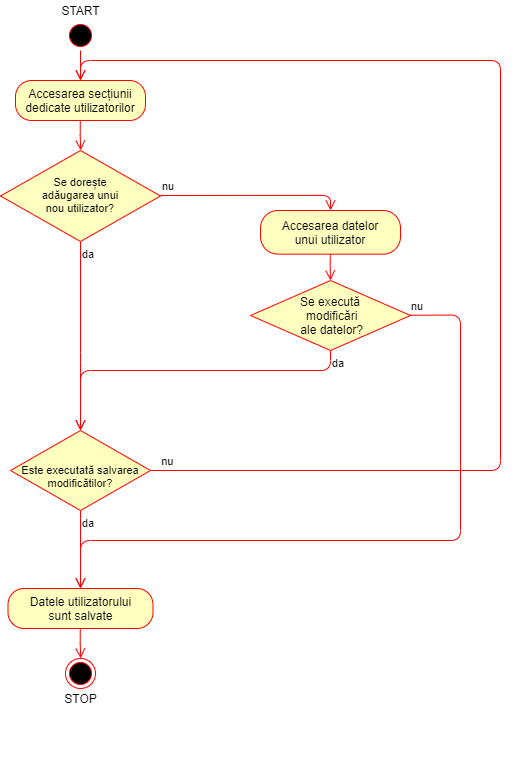 START
Accesarea secțiunii
dedicate utilizatorilor
Se dorește
adăugarea unui
nou utilizator?
nu
da
Accesarea datelor
unui utilizator
Se execută
modificări
ale datelor?
nu
da
Este executată salvarea
modificătilor?
nu
da
Datele utilizatorului
sunt salvate
STOP